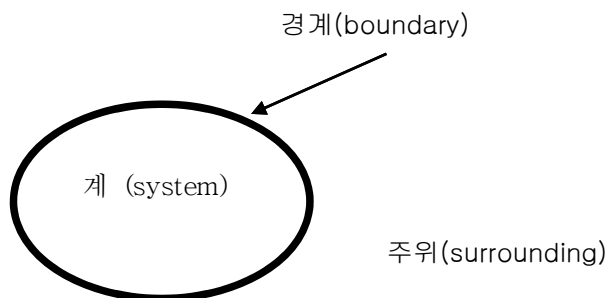 경계(boundary)
계 (system)
주위(surrounding)